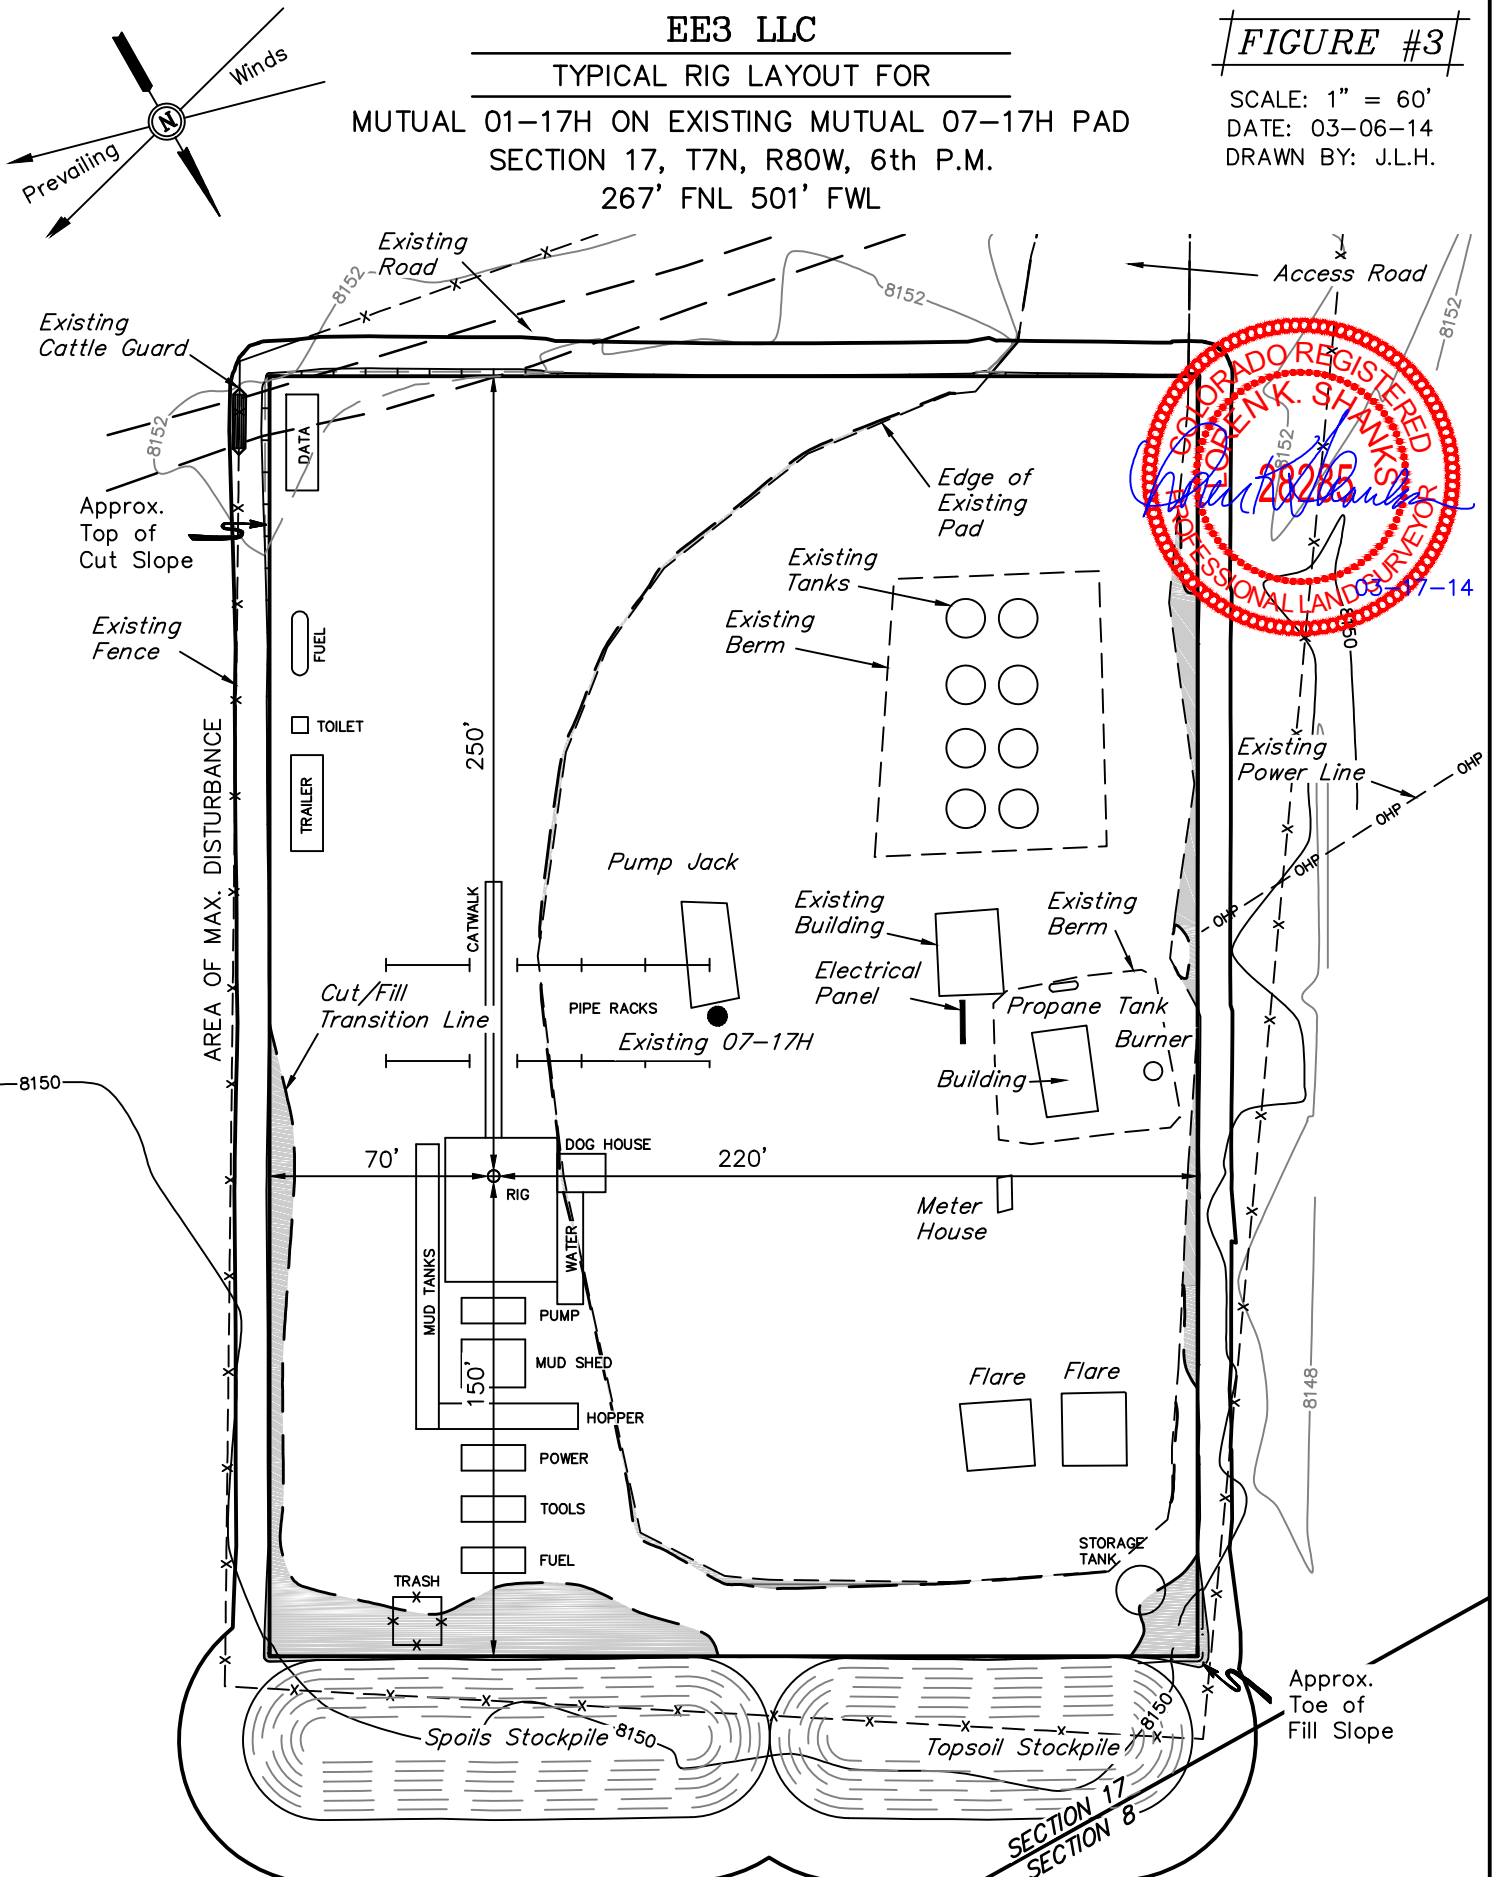 EE3 LLC
TYPICAL RIG LAYOUT FOR
MUTUAL 01-17H ON EXISTING MUTUAL 07-17H PAD
SECTION 17, T7N, R80W, 6th P.M.
267' FNL 501' FWL
FIGURE #3
SCALE: 1" = 60'
DATE: 03-06-14
DRAWN BY: J.L.H.
Winds
N
Prevailing
Existing
Road
8152
8152
Access Road
8152
Existing
Cattle Guard
8152
DATA
Approx.
Top of
Cut Slope
Edge of
Existing
Pad
COLORADO REGISTERED
LOREN K. SHANKS
28285
PROFESSIONAL LAND SURVEYOR
8152
03-17-14
8150
Existing
Tanks
Existing
Berm
Existing
Fence
FUEL
TOILET
TRAILER
250'
AREA OF MAX. DISTURBANCE
Existing
Power Line
OHP
OHP
OHP
OHP
Pump Jack
CATWALK
Existing
Building
Existing
Berm
Electrical
Panel
Cut/Fill
Transition Line
PIPE RACKS
Propane Tank
Existing 07-17H
Burner
Building
8150
DOG HOUSE
70'
220'
RIG
Meter
House
WATER
MUD TANKS
PUMP
MUD SHED
150'
Flare
Flare
8148
HOPPER
POWER
TOOLS
STORAGE
TANK
FUEL
TRASH
Approx.
Toe of
Fill Slope
Spoils Stockpile
8150
Topsoil Stockpile
8150
SECTION 17
SECTION 8